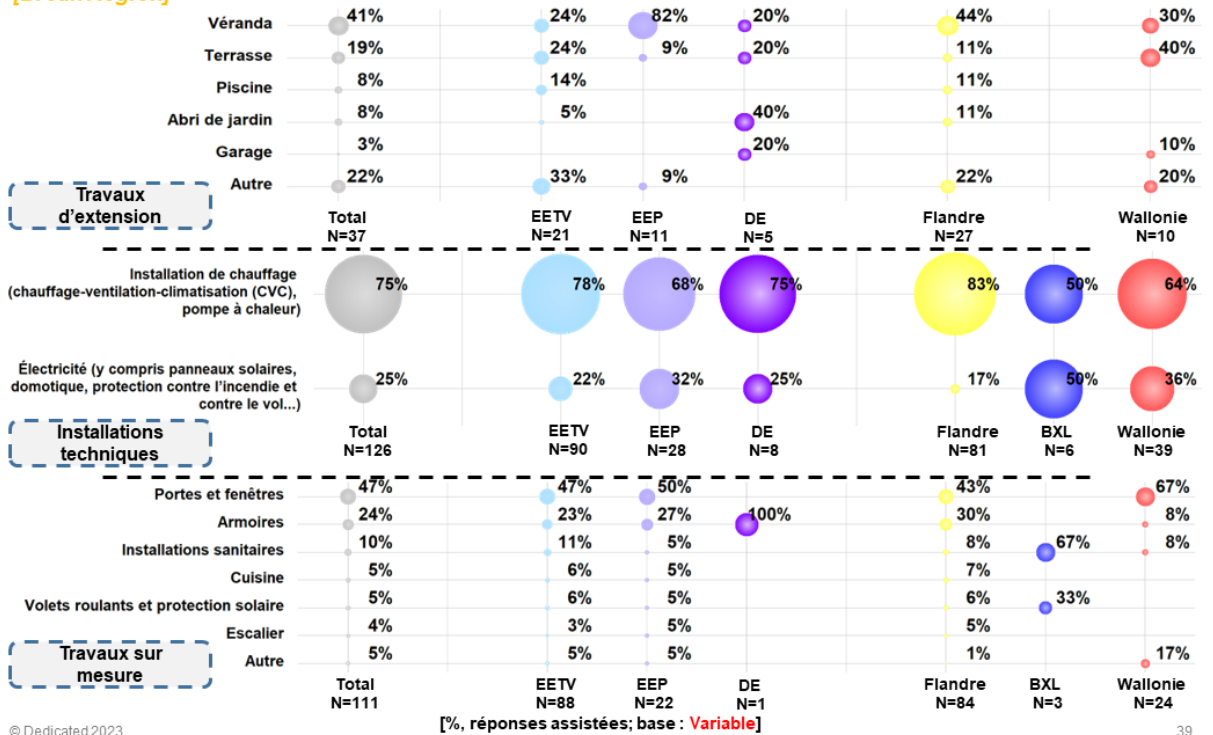 Véranda 41% 24% 82% 20% 44% 30%
Terrasse 19% 24% 9% 20% 11% 40%
Piscine 8% 14% 11%
Abri de jardin 8% 5% 40% 11%
Garage 3% 20% 10%
Autre 22% 33% 9% 22% 20%
Travaux
d’extension
Total EETV EEP DE Flandre Wallonie
N=37 N=21 N=11 N=5 N=27 N=10
Installation de chauffage
(chauffage-ventilation-climatisation (CVC),
pompe à chaleur)
75% 78% 68% 75% 83% 50% 64%
Électricité (y compris panneaux solaires,
domotique, protection contre l’incendie et
contre le vol...)
25% 22% 32% 25% 17% 50% 36%
Installations
techniques
Total EETV EEP DE Flandre BXL Wallonie
N=126 N=90 N=28 N=8 N=81 N=6 N=39
Portes et fenêtres 47% 47% 50% 43% 67%
Armoires 24% 23% 27% 100% 30% 8%
Installations sanitaires 10% 11% 5% 8% 67% 8%
Cuisine 5% 6% 5% 7%
Volets roulants et protection solaire 5% 6% 5% 6% 33%
Escalier 4% 3% 5% 5%
Autre 5% 5% 5% 1% 17%
Travaux sur
mesure
Total EETV EEP DE Flandre BXL Wallonie
N=111 N=88 N=22 N=1 N=84 N=3 N=24
[%, réponses assistées; base : Variable]
© Dedicated 2023
39